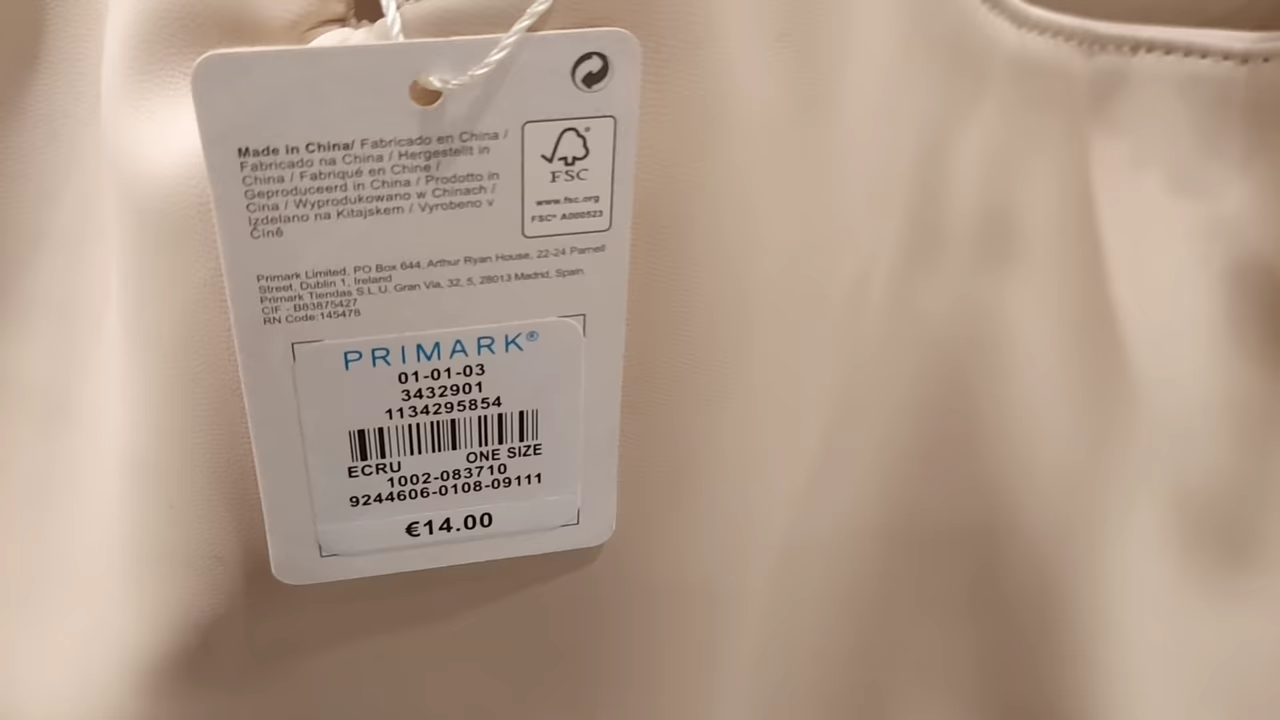 Made in China/ Fabricado en China /
Fabricado na China / Hergestellt in
China / Fabriqué en Chine /
Geproduceerd in China / Prodotto in
Cina / Wyprodukowano w Chinach /
Izdelano na Kitajskem / Vyrobeno v
Číně
FSC
www.fsc.org
FSC® A000523
Primark Limited, PO Box 644, Arthur Ryan House, 22-24 Parnell
Street, Dublin 1, Ireland
Primark Tiendas S.L.U. Gran Via, 32, 5, 28013 Madrid, Spain.
CIF - B83875427
RN Code:145478
PRIMARK®
01-01-03
3432901
1134295854
ECRU ONE SIZE
1002-083710
9244606-0108-09111
€14.00